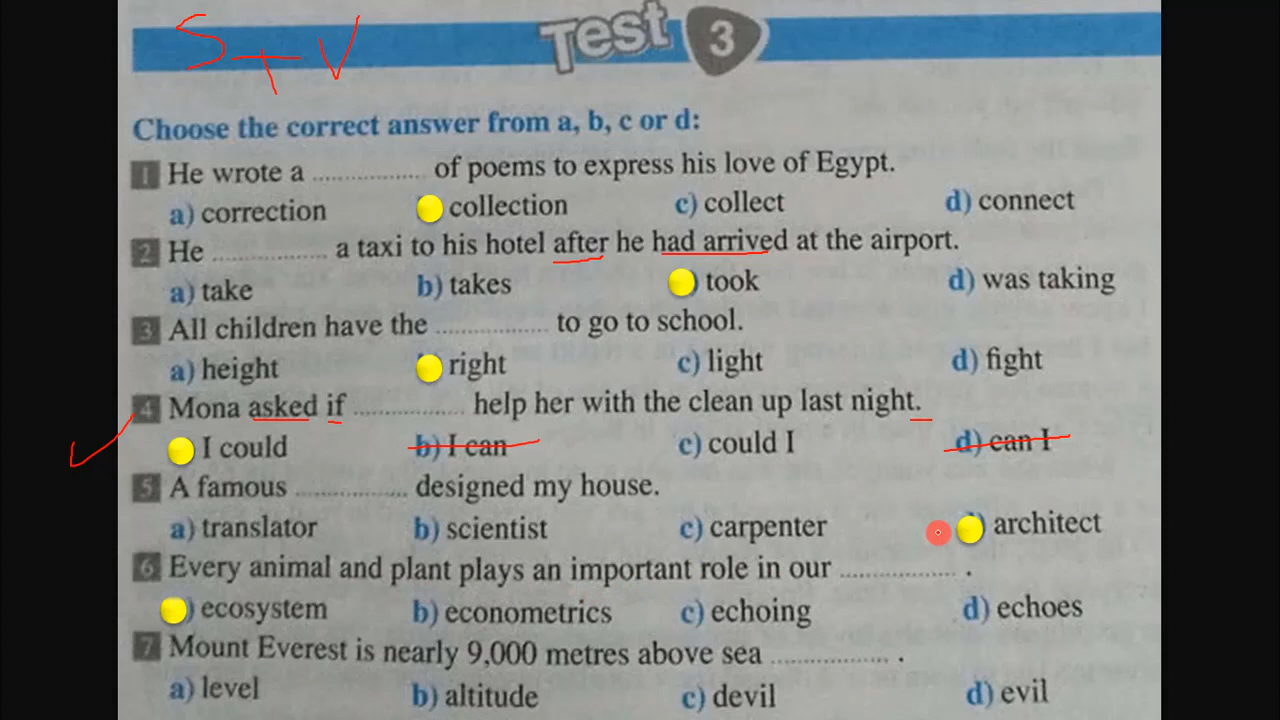 S + V
Test 3
Choose the correct answer from a, b, c or d:
1 He wrote a .............. of poems to express his love of Egypt.
a) correction collection c) collect d) connect
2 He .............. a taxi to his hotel after he had arrived at the airport.
a) take b) takes ) took d) was taking
3 All children have the .............. to go to school.
a) height right c) light d) fight
4 Mona asked if .............. help her with the clean up last night.
I could b) I can c) could I d) can I
5 A famous .............. designed my house.
a) translator b) scientist c) carpenter ) architect
6 Every animal and plant plays an important role in our .............. .
) ecosystem b) econometrics c) echoing d) echoes
7 Mount Everest is nearly 9,000 metres above sea .............. .
a) level b) altitude c) devil d) evil